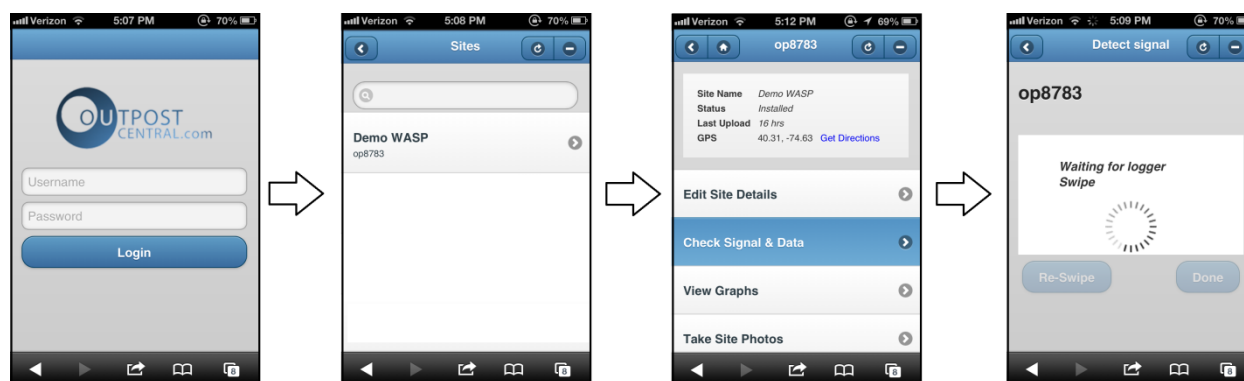 Verizon 5:07 PM 70%
OUTPOST
CENTRAL.com
Username
Password
Login
Verizon 5:08 PM 70%
Sites
Demo WASP
op8783
Verizon 5:12 PM 69%
op8783
Site Name Demo WASP
Status Installed
Last Upload 16 hrs
GPS 40.31, -74.63 Get Directions
Edit Site Details
Check Signal & Data
View Graphs
Take Site Photos
8
Verizon 5:09 PM 70%
Detect signal
op8783
Waiting for logger
Swipe
Re-Swipe Done
8